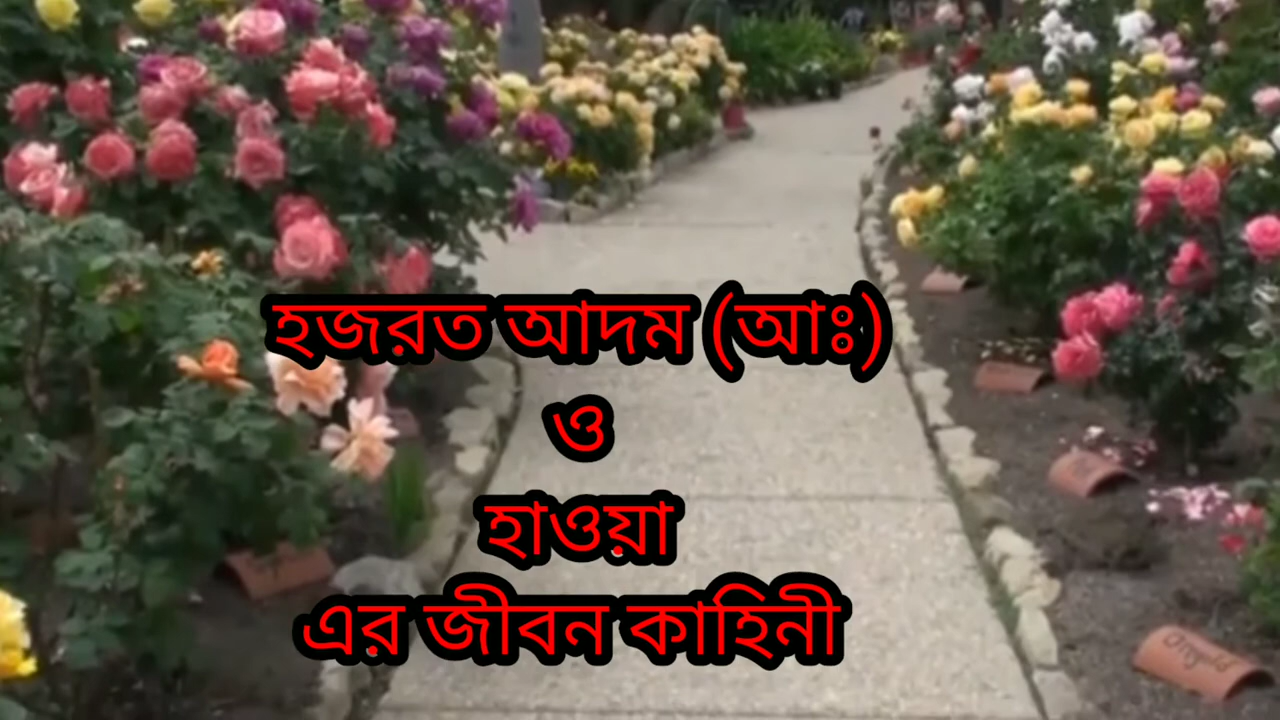 হজরত আদম (আঃ)
ও
হাওয়া
এর জীবন কাহিনী